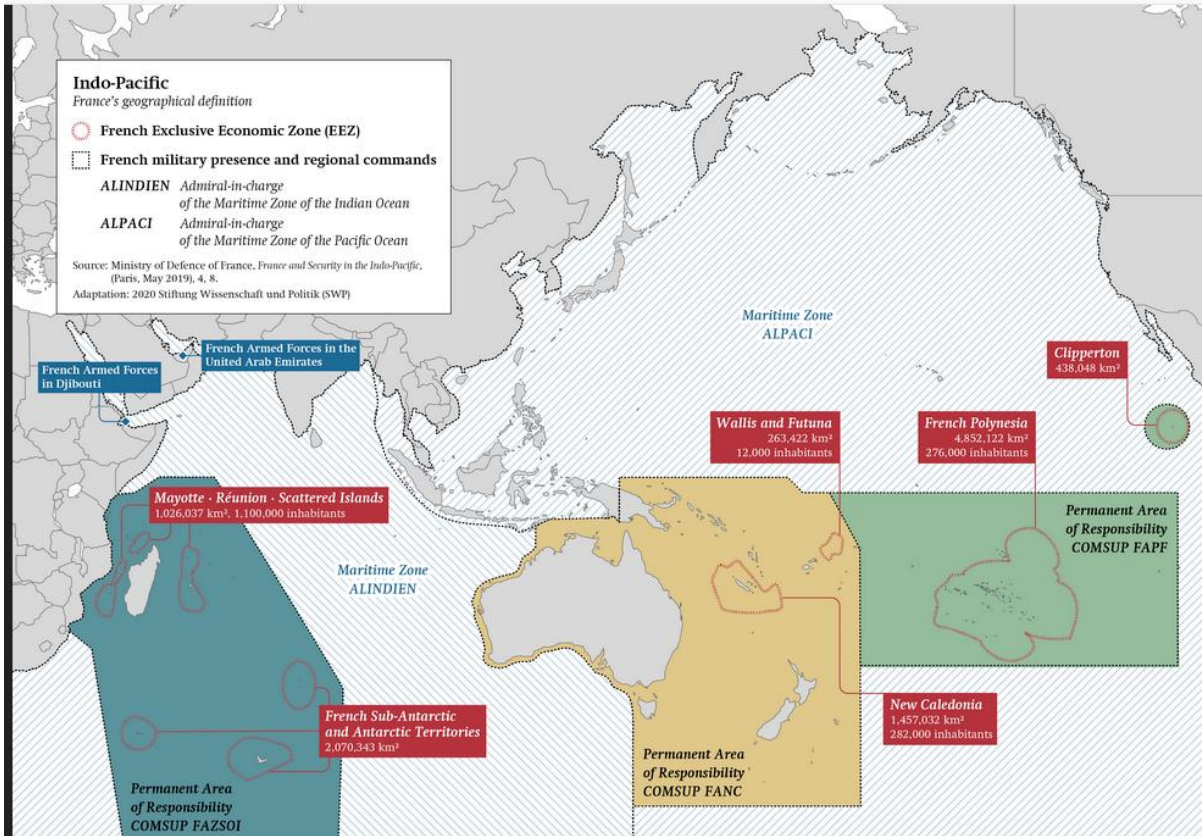 Indo-Pacific
France's geographical definition
French Exclusive Economic Zone (EEZ)
French military presence and regional commands
ALINDIEN Admiral-in-charge
of the Maritime Zone of the Indian Ocean
ALPACI Admiral-in-charge
of the Maritime Zone of the Pacific Ocean
Source: Ministry of Defence of France, France and Security in the Indo-Pacific,
(Paris, May 2019), 4, 8.
Adaptation: 2020 Stiftung Wissenschaft und Politik (SWP)
Maritime Zone
ALPACI
French Armed Forces in the
United Arab Emirates
French Armed Forces
in Djibouti
Clipperton
438,048 km²
Wallis and Futuna
263,422 km²
12,000 inhabitants
French Polynesia
4,852,122 km²
276,000 inhabitants
Mayotte · Réunion · Scattered Islands
1,026,037 km², 1,100,000 inhabitants
Permanent Area
of Responsibility
COMSUP FAPF
Maritime Zone
ALINDIEN
French Sub-Antarctic
and Antarctic Territories
2,070,343 km²
New Caledonia
1,457,032 km²
282,000 inhabitants
Permanent Area
of Responsibility
COMSUP FANC
Permanent Area
of Responsibility
COMSUP FAZSOI